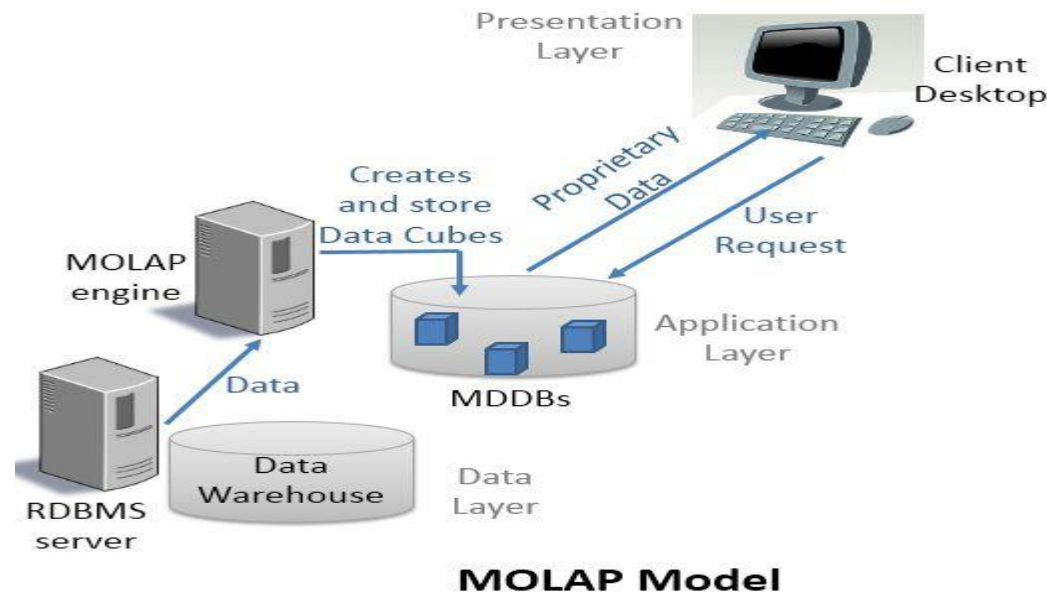 Presentation
Layer
Client
Desktop
Proprietary
Data
User
Request
Creates
and store
Data Cubes
MOLAP
engine
Application
Layer
MDDBs
Data
Data
Warehouse
Data
Layer
RDBMS
server
MOLAP Model